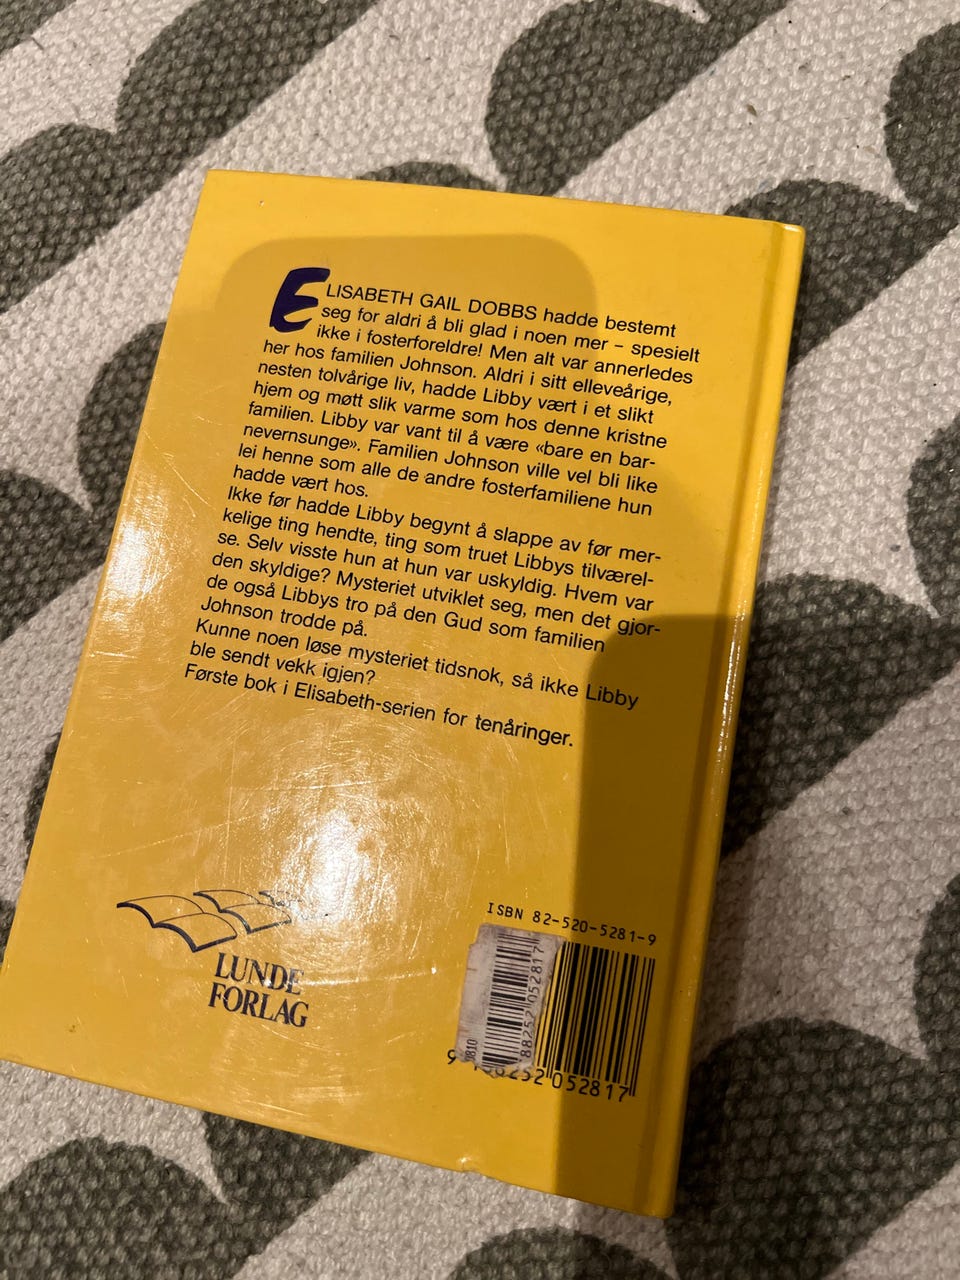 ELISABETH GAIL DOBBS hadde bestemt
seg for aldri å bli glad i noen mer – spesielt
ikke i fosterforeldre! Men alt var annerledes
her hos familien Johnson. Aldri i sitt elleveårige,
nesten tolvårige liv, hadde Libby vært i et slikt
hjem og møtt slik varme som hos denne kristne
familien. Libby var vant til å være «bare en bar-
nevernsunge». Familien Johnson ville vel bli like
lei henne som alle de andre fosterfamiliene hun
hadde vært hos.
Ikke før hadde Libby begynt å slappe av før mer-
kelige ting hendte, ting som truet Libbys tilværel-
se. Selv visste hun at hun var uskyldig. Hvem var
den skyldige? Mysteriet utviklet seg, men det gjor-
de også Libbys tro på den Gud som familien
Johnson trodde på.
Kunne noen løse mysteriet tidsnok, så ikke Libby
ble sendt vekk igjen?
Første bok i Elisabeth-serien for tenåringer.
LUNDE
FORLAG
ISBN 82-520-5281-9
9810
88252 052817
9 052817